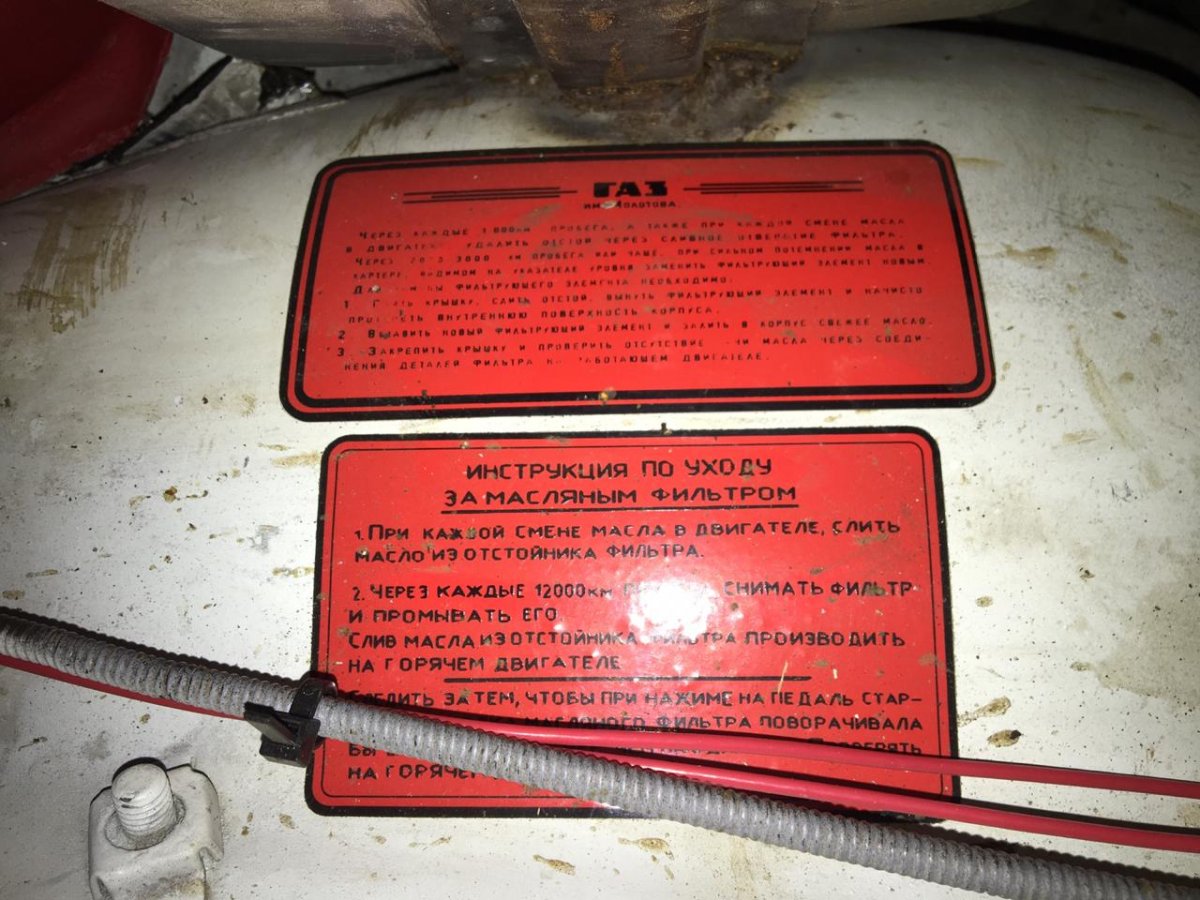 ГАЗ
ИМ. МОЛОТОВА
ЧЕРЕЗ КАЖДЫЕ 1000КМ ПРОБЕГА, А ТАКЖЕ ПРИ КАЖДОЙ СМЕНЕ МАСЛА
В ДВИГАТЕЛЕ УДАЛИТЬ ОТСТОЙ ЧЕРЕЗ СЛИВНОЕ ОТВЕРСТИЕ ФИЛЬТРА.
ЧЕРЕЗ КМ ПРОБЕГА ИЛИ ЧАЩЕ, ПРИ СИЛЬНОМ ПОТЕМНЕНИИ МАСЛА В
КАРТЕРЕ, ВИДИМОМ НА УКАЗАТЕЛЕ УРОВНЯ ЗАМЕНИТЬ ФИЛЬТРУЮЩИЙ ЭЛЕМЕНТ НОВЫМ.
ФИЛЬТРУЮЩЕГО ЭЛЕМЕНТА НЕОБХОДИМО:
1. КРЫШКУ, СЛИТЬ ОТСТОЙ, ВЫНУТЬ ФИЛЬТРУЮЩИЙ ЭЛЕМЕНТ И НАЧИСТО
ВНУТРЕННЮЮ ПОВЕРХНОСТЬ КОРПУСА.
2 НОВЫЙ ФИЛЬТРУЮЩИЙ ЭЛЕМЕНТ И ЗАЛИТЬ В КОРПУС СВЕЖЕЕ МАСЛО.
3. ЗАКРЕПИТЬ КРЫШКУ И ПРОВЕРИТЬ ОТСУТСТВИЕ МАСЛА ЧЕРЕЗ СОЕДИ-
НЕНИЯ ДЕТАЛЕЙ ФИЛЬТРА НА РАБОТАЮЩЕМ ДВИГАТЕЛЕ.
ИНСТРУКЦИЯ ПО УХОДУ
ЗА МАСЛЯНЫМ ФИЛЬТРОМ
1. ПРИ КАЖДОЙ СМЕНЕ МАСЛА В ДВИГАТЕЛЕ, СЛИТЬ
МАСЛО ИЗ ОТСТОЙНИКА ФИЛЬТРА.
2. ЧЕРЕЗ КАЖДЫЕ 12000КМ СНИМАТЬ ФИЛЬТР
И ПРОМЫВАТЬ ЕГО
СЛИВ МАСЛА ИЗ ОТСТОЙНИКА ФИЛЬТРА ПРОИЗВОДИТЬ
НА ГОРЯЧЕМ ДВИГАТЕЛЕ
СЛЕДИТЬ ЗА ТЕМ, ЧТОБЫ ПРИ НАЖИМЕ НА ПЕДАЛЬ СТАР-
МАСЛЯНОГО ФИЛЬТРА ПОВОРАЧИВАЛА
НА